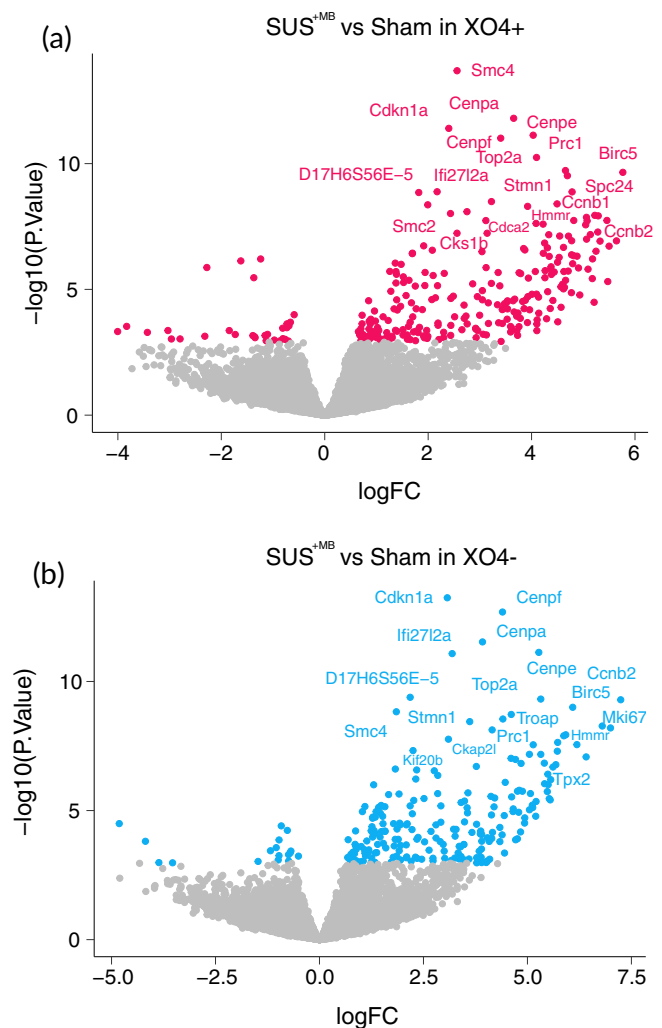 (a)
SUS+MB vs Sham in XO4+
Smc4
Cdkn1a
Cenpa
Cenpe
Cenpf
Prc1
Top2a
Birc5
D17H6S56E−5
Ifi27l2a
Stmn1
Spc24
Ccnb1
Hmmr
Smc2
Cdca2
Ccnb2
Cks1b
−log10(P.Value)
15
10
5
0
−4
−2
0
2
4
6
logFC
(b)
SUS+MB vs Sham in XO4-
Cdkn1a
Cenpf
Ifi27l2a
Cenpa
Cenpe
Ccnb2
D17H6S56E−5
Top2a
Birc5
Stmn1
Troap
Mki67
Smc4
Prc1
Hmmr
Ckap2l
Kif20b
Tpx2
−log10(P.Value)
10
5
0
−5.0
−2.5
0.0
2.5
5.0
7.5
logFC